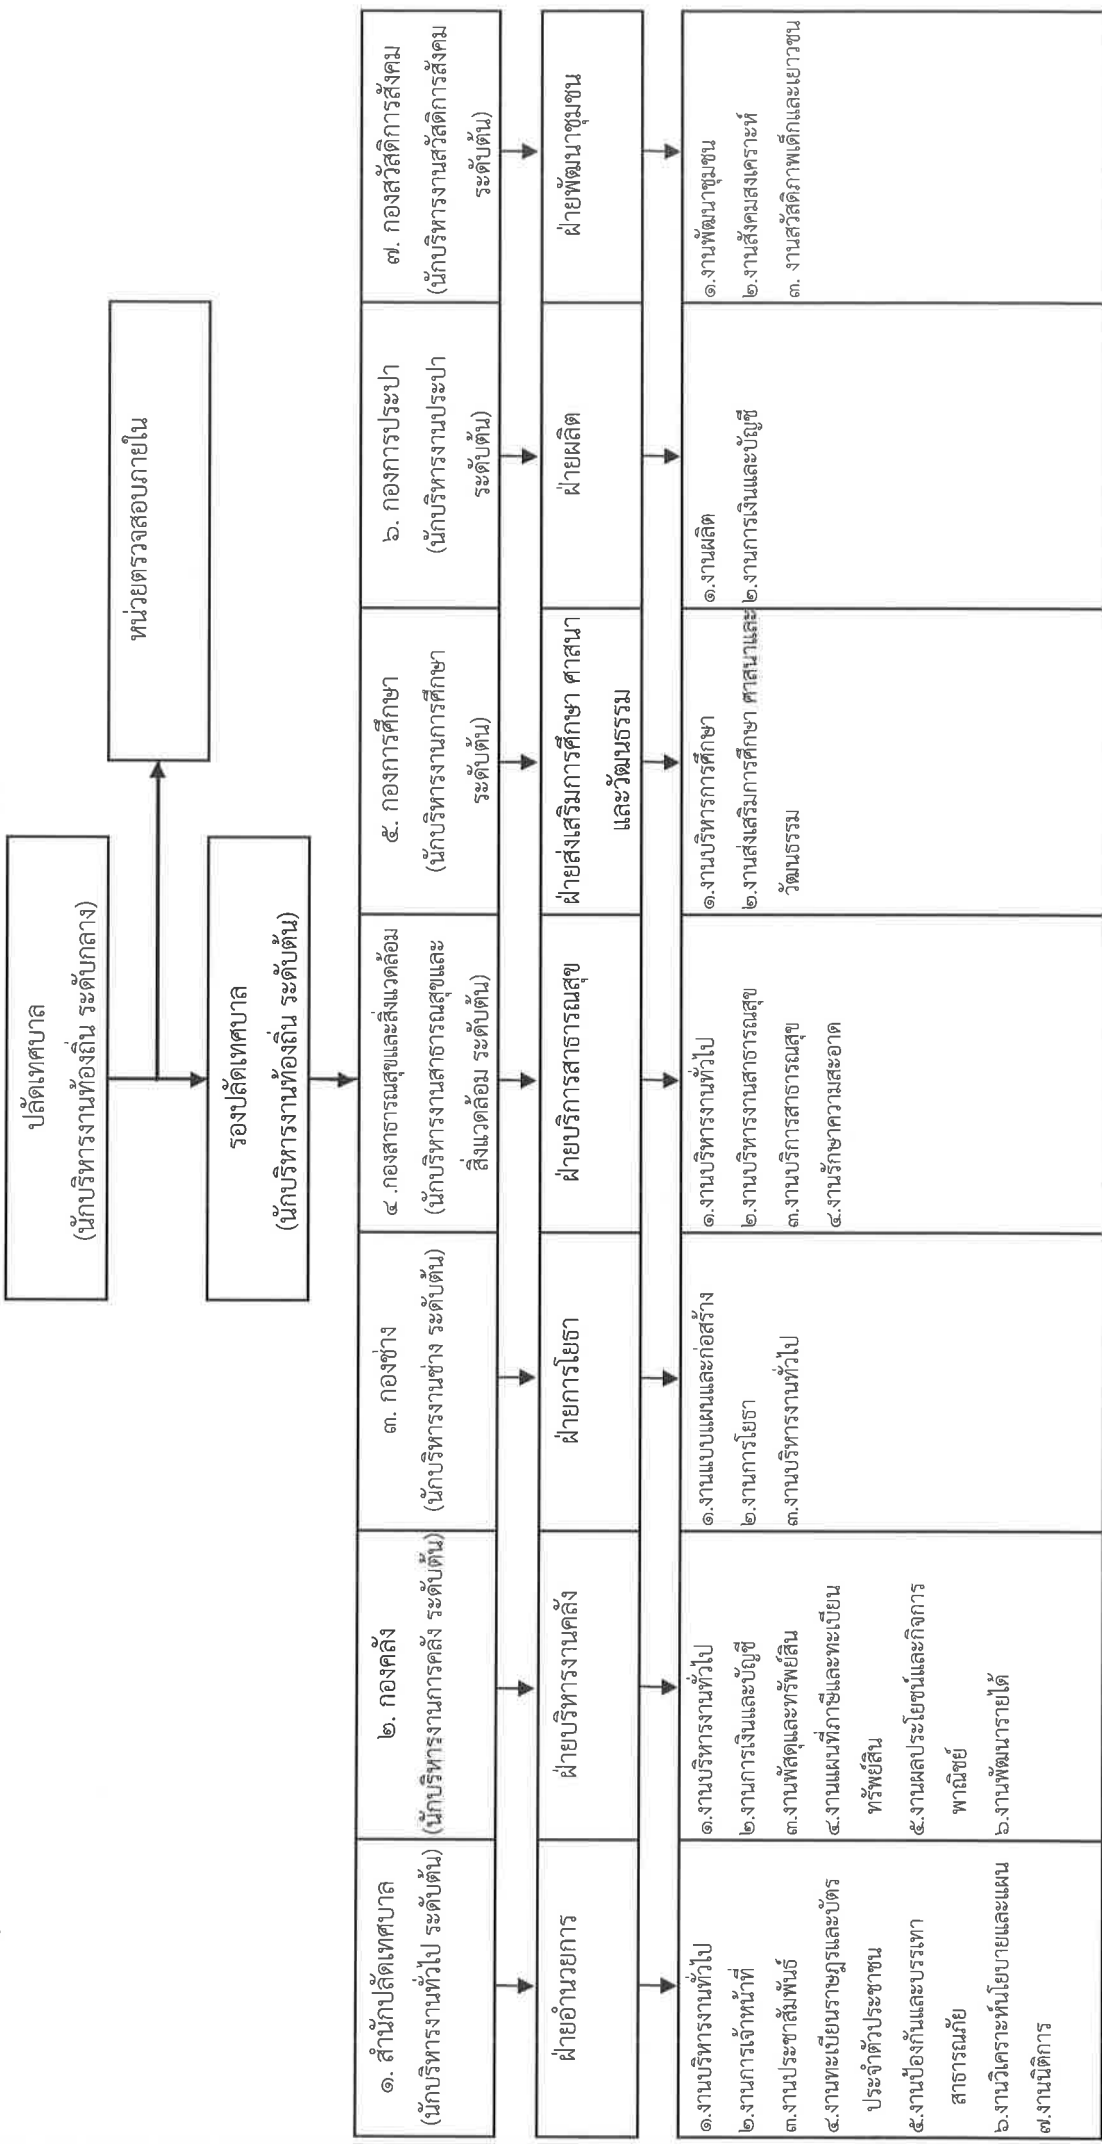 ปลัดเทศบาล
(นักบริหารงานท้องถิ่น ระดับกลาง)
หน่วยตรวจสอบภายใน
รองปลัดเทศบาล
(นักบริหารงานท้องถิ่น ระดับต้น)
๑. สำนักปลัดเทศบาล
(นักบริหารงานทั่วไป ระดับต้น)
๒. กองคลัง
(นักบริหารงานการคลัง ระดับต้น)
๓. กองช่าง
(นักบริหารงานช่าง ระดับต้น)
๔ .กองสาธารณสุขและสิ่งแวดล้อม
(นักบริหารงานสาธารณสุขและ
สิ่งแวดล้อม ระดับต้น)
๕. กองการศึกษา
(นักบริหารงานการศึกษา
ระดับต้น)
๖. กองการประปา
(นักบริหารงานประปา
ระดับต้น)
๗. กองสวัสดิการสังคม
(นักบริหารงานสวัสดิการสังคม
ระดับต้น)
ฝ่ายอำนวยการ
ฝ่ายบริหารงานคลัง
ฝ่ายการโยธา
ฝ่ายบริการสาธารณสุข
ฝ่ายส่งเสริมการศึกษา ศาสนา
และวัฒนธรรม
ฝ่ายผลิต
ฝ่ายพัฒนาชุมชน
๑.งานบริหารงานทั่วไป
๒.งานการเจ้าหน้าที่
๓.งานประชาสัมพันธ์
๔.งานทะเบียนราษฎรและบัตร
ประจำตัวประชาชน
๕.งานป้องกันและบรรเทา
สาธารณภัย
๖.งานวิเคราะห์นโยบายและแผน
๗.งานนิติการ
๑.งานบริหารงานทั่วไป
๒.งานการเงินและบัญชี
๓.งานพัสดุและทรัพย์สิน
๔.งานแผนที่ภาษีและทะเบียน
ทรัพย์สิน
๕.งานผลประโยชน์และกิจการ
พาณิชย์
๖.งานพัฒนารายได้
๑.งานแบบแผนและก่อสร้าง
๒.งานการโยธา
๓.งานบริหารงานทั่วไป
๑.งานบริหารงานทั่วไป
๒.งานบริหารงานสาธารณสุข
๓.งานบริการสาธารณสุข
๔.งานรักษาความสะอาด
๑.งานบริหารการศึกษา
๒.งานส่งเสริมการศึกษา ศาสนาและ
วัฒนธรรม
๑.งานผลิต
๒.งานการเงินและบัญชี
๑.งานพัฒนาชุมชน
๒.งานสังคมสงเคราะห์
๓. งานสวัสดิภาพเด็กและเยาวชน